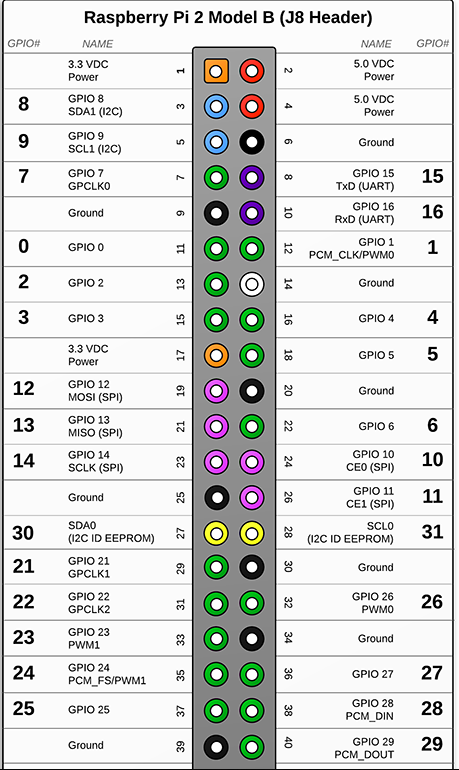 Raspberry Pi 2 Model B (J8 Header)
GPIO# NAME NAME GPIO#
3.3 VDC
Power 1 2 5.0 VDC
Power
8 GPIO 8
SDA1 (I2C) 3 4 5.0 VDC
Power
9 GPIO 9
SCL1 (I2C) 5 6 Ground
7 GPIO 7
GPCLK0 7 8 GPIO 15
TxD (UART) 15
Ground 9 10 GPIO 16
RxD (UART) 16
0 GPIO 0 11 12 GPIO 1
PCM_CLK/PWM0 1
2 GPIO 2 13 14 Ground
3 GPIO 3 15 16 GPIO 4 4
3.3 VDC
Power 17 18 GPIO 5 5
12 GPIO 12
MOSI (SPI) 19 20 Ground
13 GPIO 13
MISO (SPI) 21 22 GPIO 6 6
14 GPIO 14
SCLK (SPI) 23 24 GPIO 10
CE0 (SPI) 10
Ground 25 26 GPIO 11
CE1 (SPI) 11
30 SDA0
(I2C ID EEPROM) 27 28 SCL0
(I2C ID EEPROM) 31
21 GPIO 21
GPCLK1 29 30 Ground
22 GPIO 22
GPCLK2 31 32 GPIO 26
PWM0 26
23 GPIO 23
PWM1 33 34 Ground
24 GPIO 24
PCM_FS/PWM1 35 36 GPIO 27 27
25 GPIO 25 37 38 GPIO 28
PCM_DIN 28
Ground 39 40 GPIO 29
PCM_DOUT 29